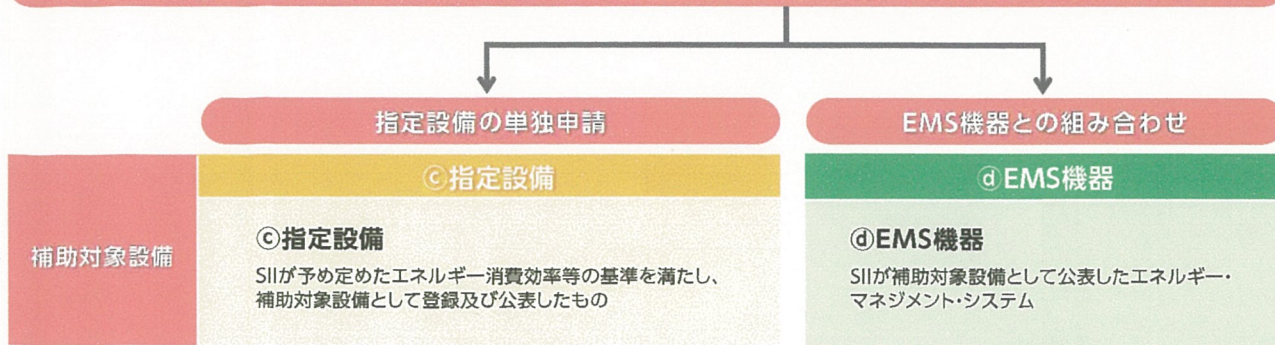 指定設備の単独申請
EMS機器との組み合わせ
補助対象設備
ⓒ指定設備
ⓒ指定設備
SIIが予め定めたエネルギー消費効率等の基準を満たし、
補助対象設備として登録及び公表したもの
ⓓEMS機器
ⓓEMS機器
SIIが補助対象設備として公表したエネルギー・
マネジメント・システム